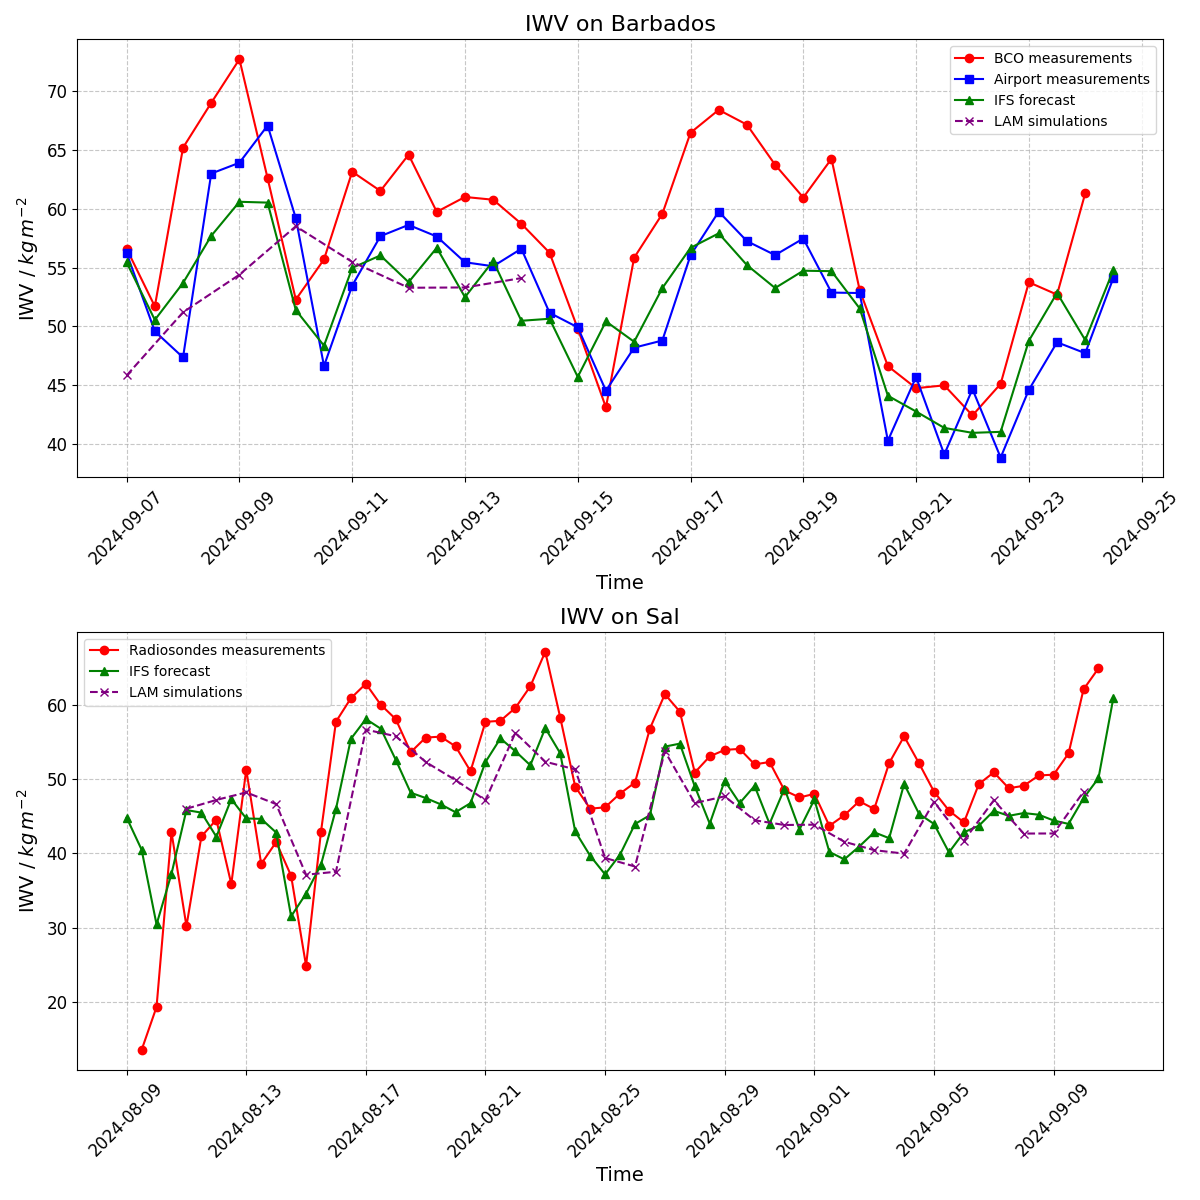 IWV on Barbados
BCO measurements
Airport measurements
IFS forecast
LAM simulations
IWV / kg m⁻²
70
65
60
55
50
45
40
2024-09-07
2024-09-09
2024-09-11
2024-09-13
2024-09-15
2024-09-17
2024-09-19
2024-09-21
2024-09-23
2024-09-25
Time
IWV on Sal
Radiosondes measurements
IFS forecast
LAM simulations
IWV / kg m⁻²
60
50
40
30
20
2024-08-09
2024-08-13
2024-08-17
2024-08-21
2024-08-25
2024-08-29
2024-09-01
2024-09-05
2024-09-09
Time